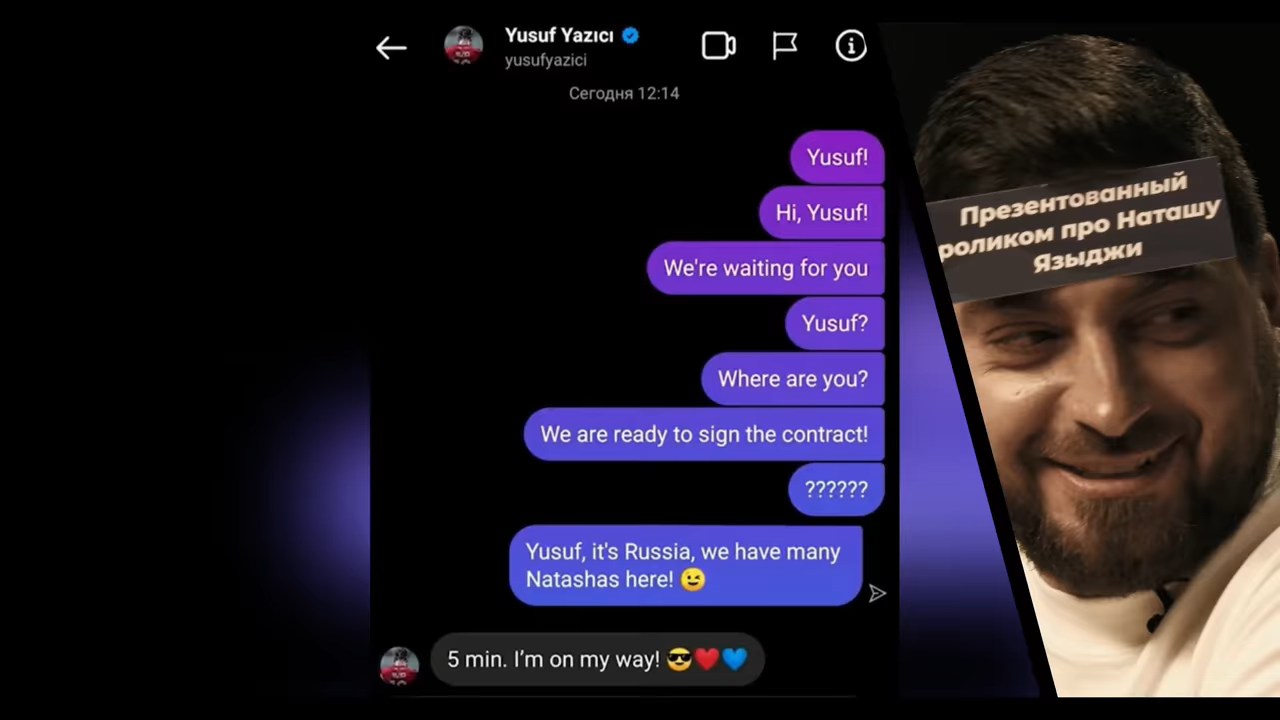 Yusuf Yazıcı
yusufyazici
Сегодня 12:14
Yusuf!
Hi, Yusuf!
We're waiting for you
Yusuf?
Where are you?
We are ready to sign the contract!
??????
Yusuf, it's Russia, we have many
Natashas here! 😉
5 min. I’m on my way! 😎❤️💙
Презентованный
роликом про Наташу
Языджи